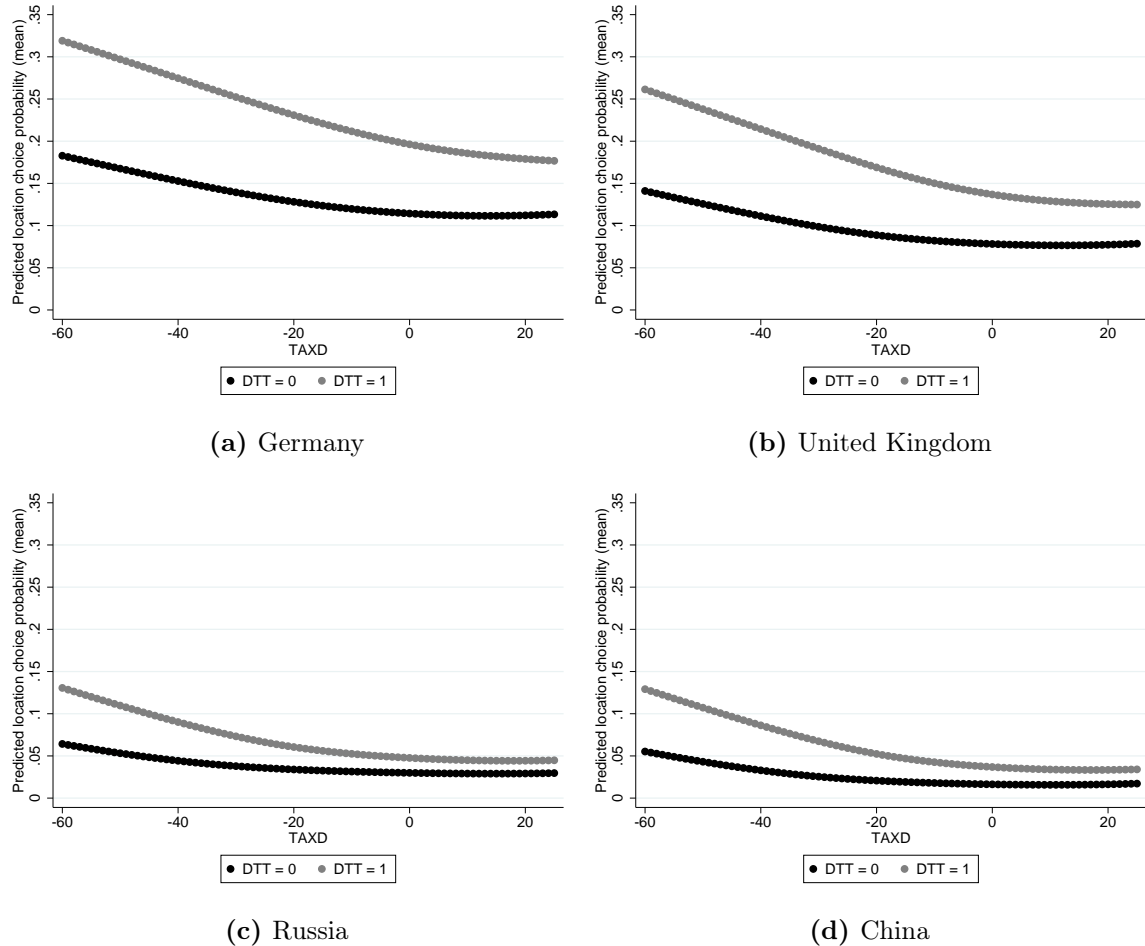 Predicted location choice probability (mean)
0 .05 .1 .15 .2 .25 .3 .35
-60 -40 -20 0 20
TAXD
DTT = 0 DTT = 1
(a) Germany
Predicted location choice probability (mean)
0 .05 .1 .15 .2 .25 .3 .35
-60 -40 -20 0 20
TAXD
DTT = 0 DTT = 1
(b) United Kingdom
Predicted location choice probability (mean)
0 .05 .1 .15 .2 .25 .3 .35
-60 -40 -20 0 20
TAXD
DTT = 0 DTT = 1
(c) Russia
Predicted location choice probability (mean)
0 .05 .1 .15 .2 .25 .3 .35
-60 -40 -20 0 20
TAXD
DTT = 0 DTT = 1
(d) China